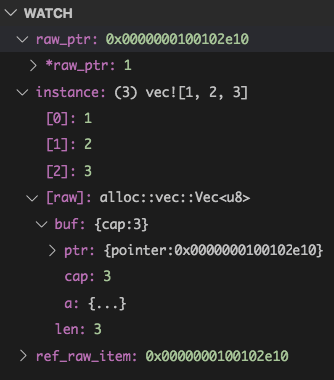 WATCH
raw_ptr: 0x0000000100102e10
*raw_ptr: 1
instance: (3) vec![1, 2, 3]
[0]: 1
[1]: 2
[2]: 3
[raw]: alloc::vec::Vec<u8>
buf: {cap:3}
ptr: {pointer:0x0000000100102e10}
cap: 3
a: {...}
len: 3
ref_raw_item: 0x0000000100102e10